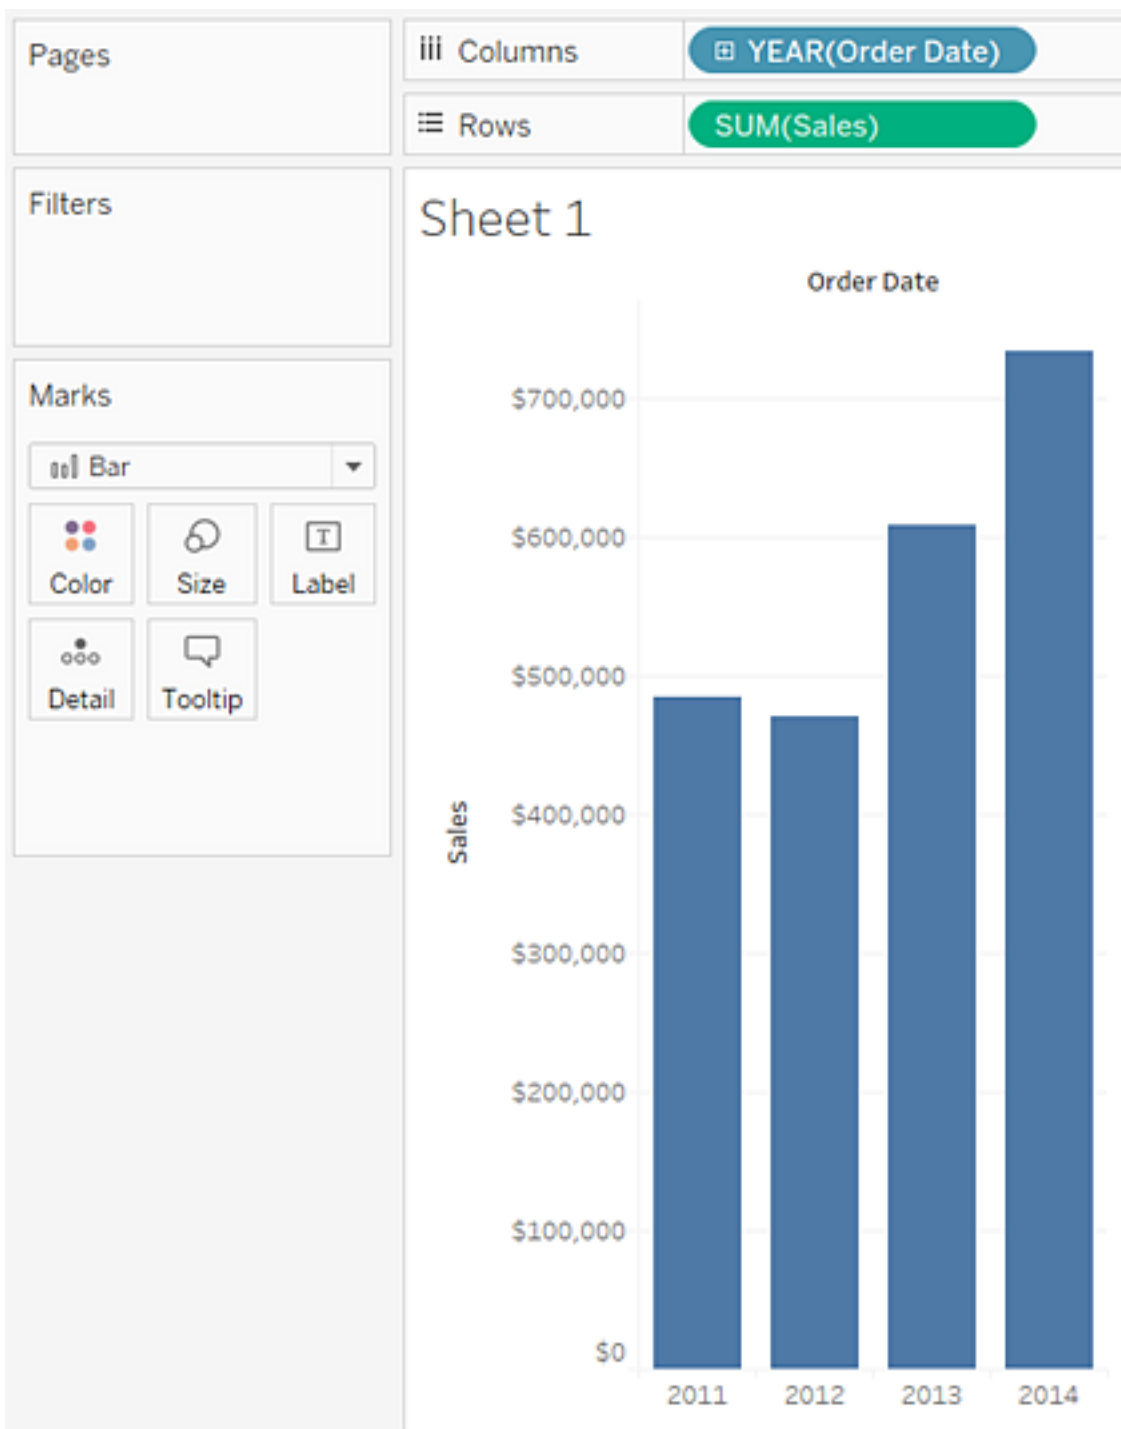 Pages
Filters
Marks
Bar
Color Size Label
Detail Tooltip
Columns YEAR(Order Date)
Rows SUM(Sales)
Sheet 1
Order Date
Sales
$700,000
$600,000
$500,000
$400,000
$300,000
$200,000
$100,000
$0
2011 2012 2013 2014